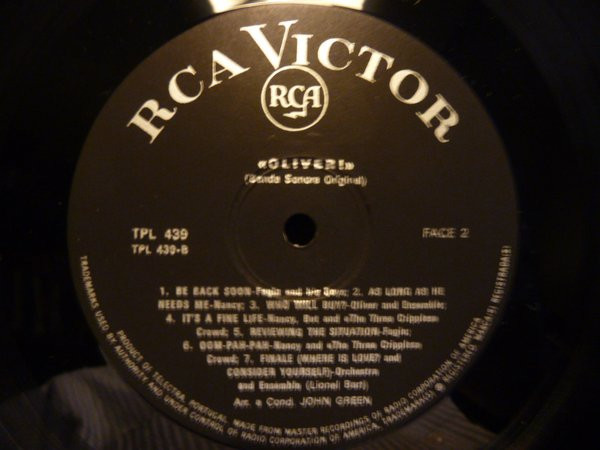 RCA VICTOR
RCA
«OLIVER!»
(Banda Sonora Original)
TPL 439
FACE 2
TPL 439-B
1. BE BACK SOON-Fagin and his Boys; 2. AS LONG AS HE
NEEDS ME-Nancy; 3. WHO WILL BUY?-Oliver and Ensemble;
4. IT'S A FINE LIFE-Nancy, Bet and «The Three Cripples»
Crowd; 5. REVIEWING THE SITUATION-Fagin;
6. OOM-PAH-PAH-Nancy and «The Three Cripples»
Crowd; 7. FINALE (WHERE IS LOVE? and
CONSIDER YOURSELF)-Orchestra
and Ensemble (Lionel Bart)
Arr. e Cond. JOHN GREEN
TRADEMARKS USED BY AUTHORITY AND UNDER CONTROL OF RADIO CORPORATION OF AMERICA, TRADEMARKS ® REGISTERED. MARCA(S) REGISTRADA(S)
PRODUCT OF TELECTRA, PORTUGAL, MADE FROM MASTER RECORDINGS OF RADIO CORPORATION OF AMERICA